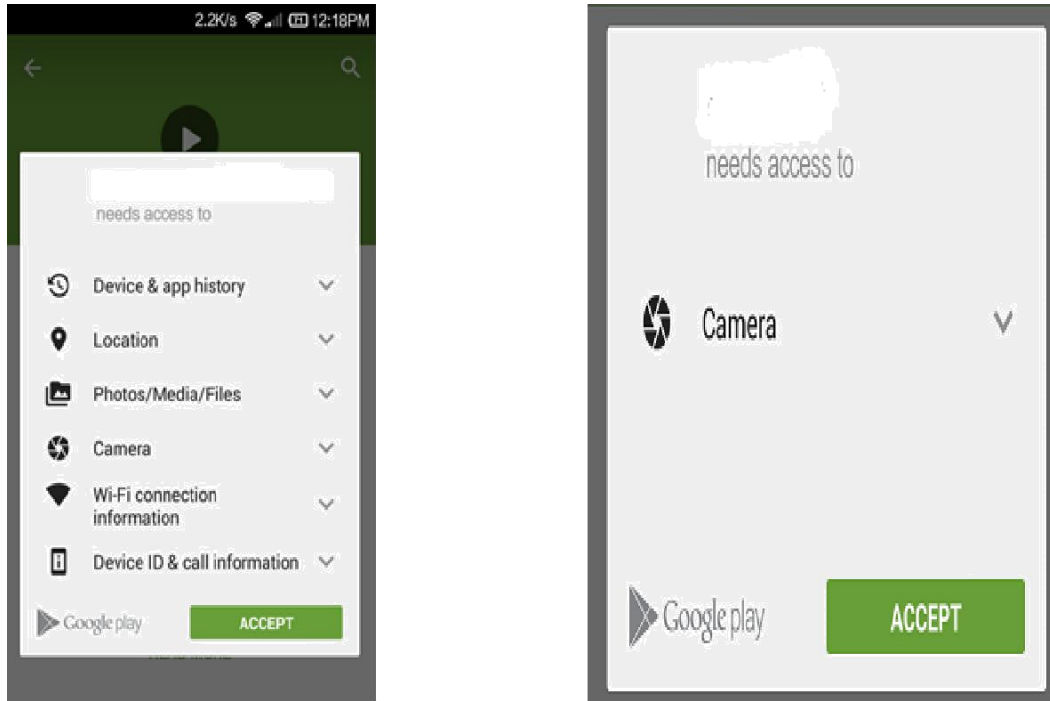 2.2K/s 12:18PM
needs access to
Device & app history
Location
Photos/Media/Files
Camera
Wi-Fi connection
information
Device ID & call information
Google play
ACCEPT
needs access to
Camera
Google play
ACCEPT